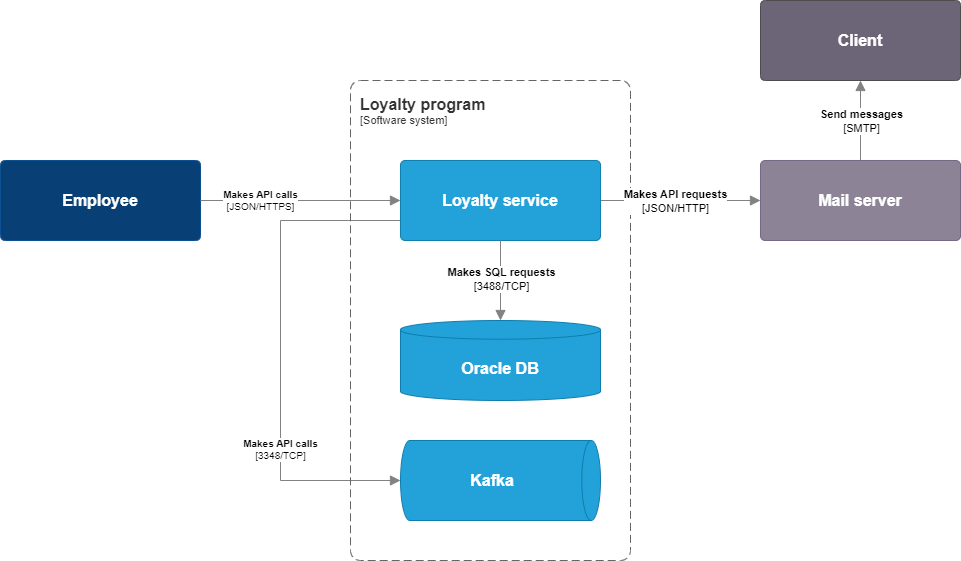 Client
Loyalty program
[Software system]
Send messages
[SMTP]
Employee
Makes API calls
[JSON/HTTPS]
Loyalty service
Makes API requests
[JSON/HTTP]
Mail server
Makes SQL requests
[3488/TCP]
Oracle DB
Makes API calls
[3348/TCP]
Kafka